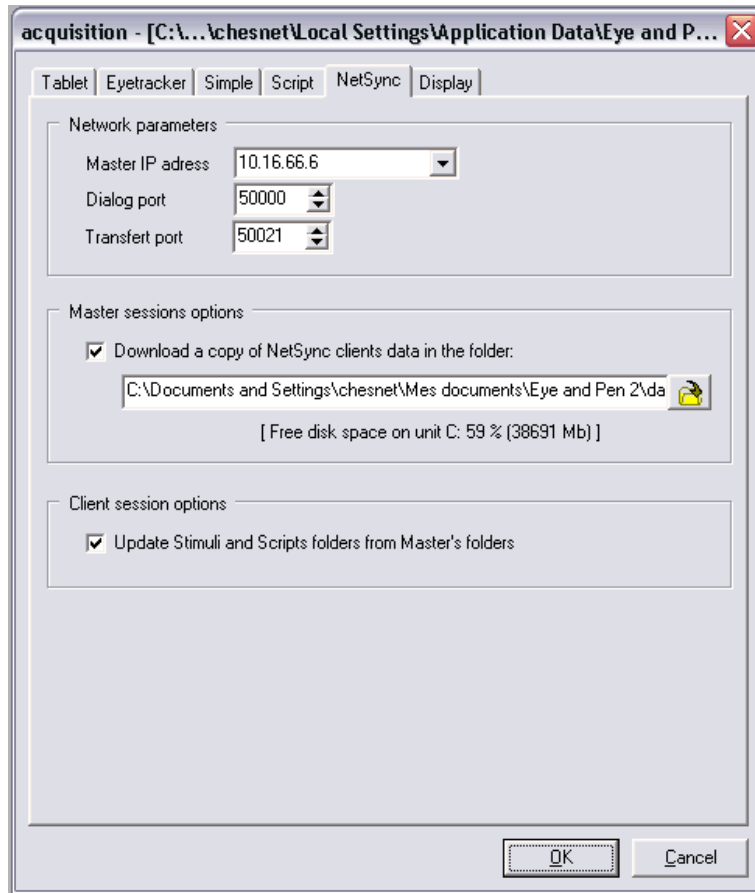 acquisition - [C:\...\chesnet\Local Settings\Application Data\Eye and P...
Tablet Eyetracker Simple Script NetSync Display
Network parameters
Master IP adress 10.16.66.6
Dialog port 50000
Transfert port 50021
Master sessions options
Download a copy of NetSync clients data in the folder:
C:\Documents and Settings\chesnet\Mes documents\Eye and Pen 2\da
[ Free disk space on unit C: 59 % (38691 Mb) ]
Client session options
Update Stimuli and Scripts folders from Master's folders
OK Cancel